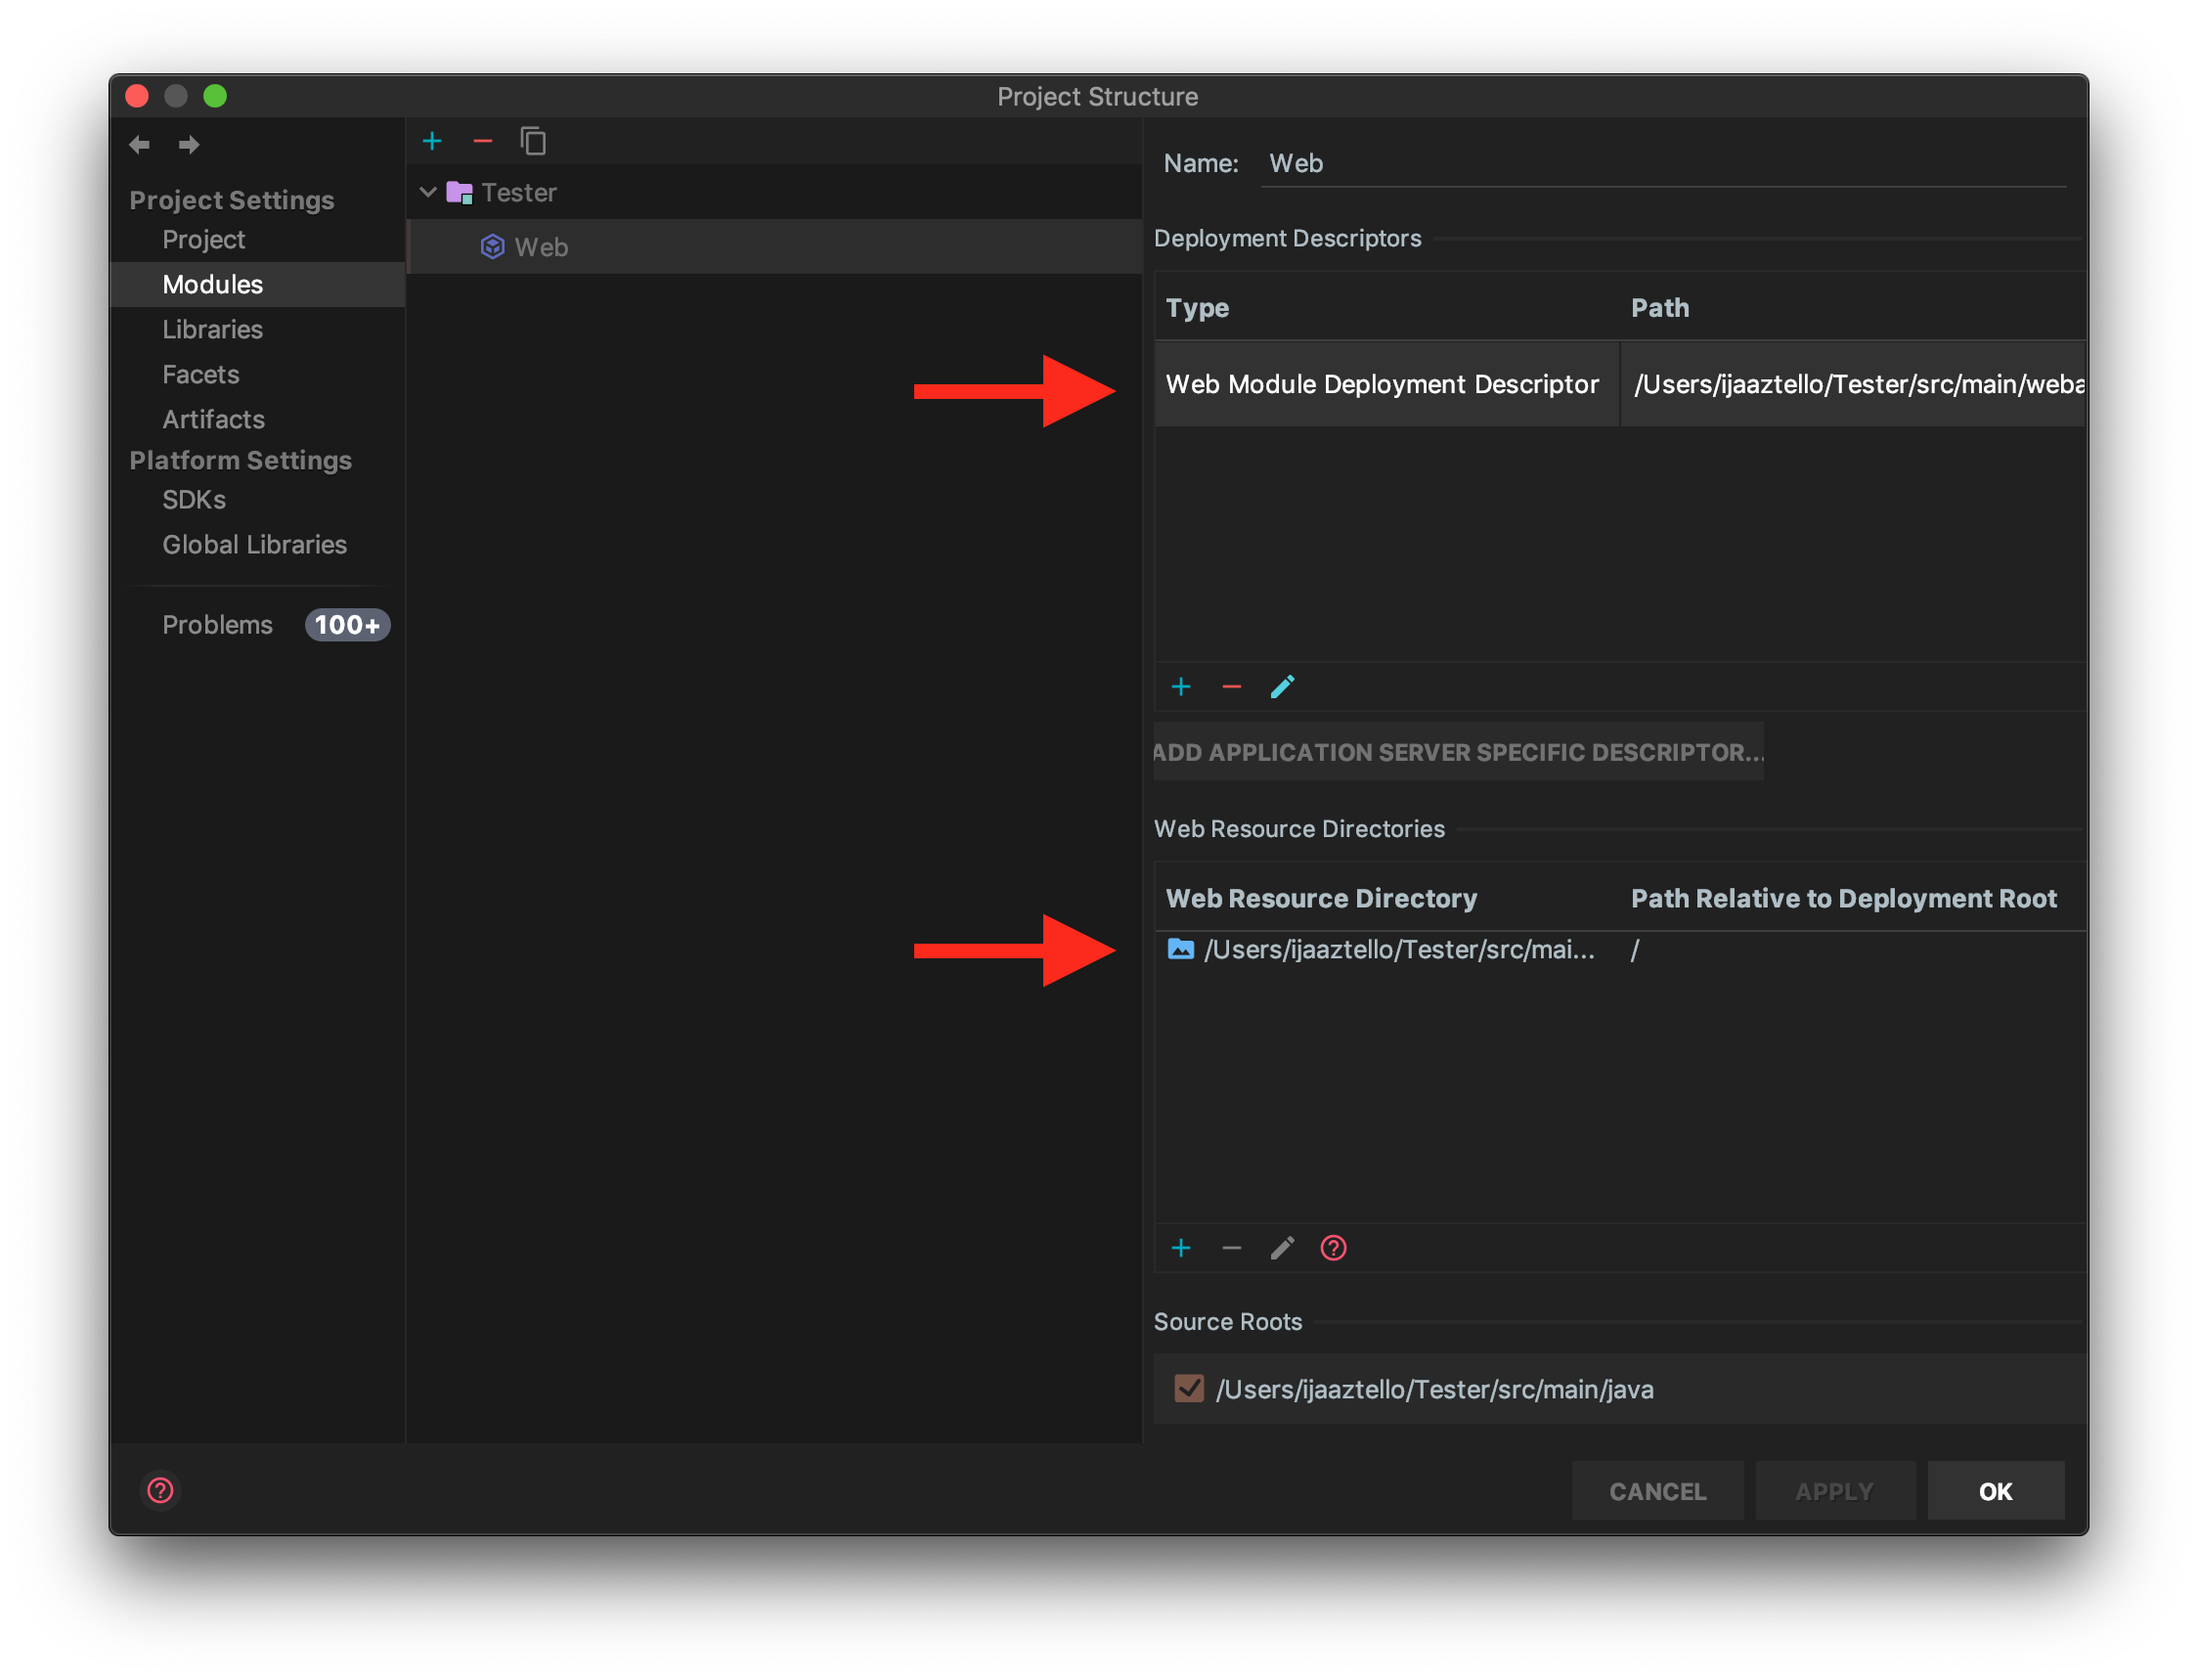 Project Structure
Project Settings
Project
Modules
Libraries
Facets
Artifacts
Platform Settings
SDKs
Global Libraries
Problems 100+
Tester
Web
Name: Web
Deployment Descriptors
Type Path
Web Module Deployment Descriptor /Users/ijaaztello/Tester/src/main/weba
ADD APPLICATION SERVER SPECIFIC DESCRIPTOR...
Web Resource Directories
Web Resource Directory Path Relative to Deployment Root
/Users/ijaaztello/Tester/src/mai... /
Source Roots
/Users/ijaaztello/Tester/src/main/java
CANCEL APPLY OK